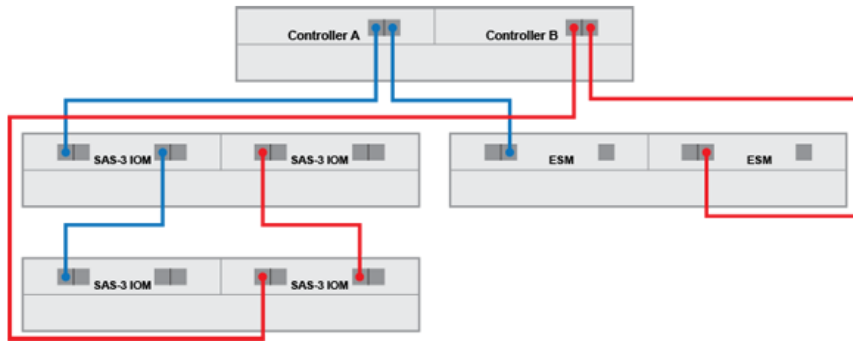 Controller A
Controller B
SAS-3 IOM
SAS-3 IOM
ESM
ESM
SAS-3 IOM
SAS-3 IOM